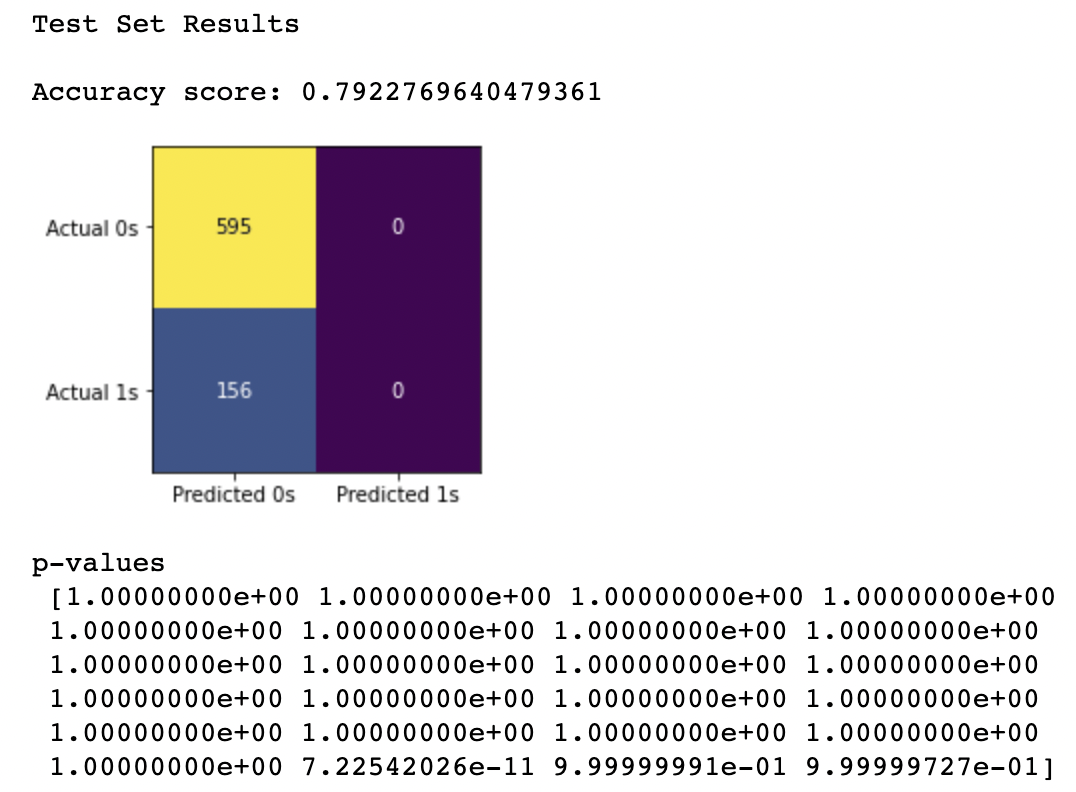 Test Set Results
Accuracy score: 0.7922769640479361
Actual 0s
595
0
Actual 1s
156
0
Predicted 0s Predicted 1s
p-values
[1.00000000e+00 1.00000000e+00 1.00000000e+00 1.00000000e+00
1.00000000e+00 1.00000000e+00 1.00000000e+00 1.00000000e+00
1.00000000e+00 1.00000000e+00 1.00000000e+00 1.00000000e+00
1.00000000e+00 1.00000000e+00 1.00000000e+00 1.00000000e+00
1.00000000e+00 1.00000000e+00 1.00000000e+00 1.00000000e+00
1.00000000e+00 7.22542026e-11 9.99999991e-01 9.99999727e-01]